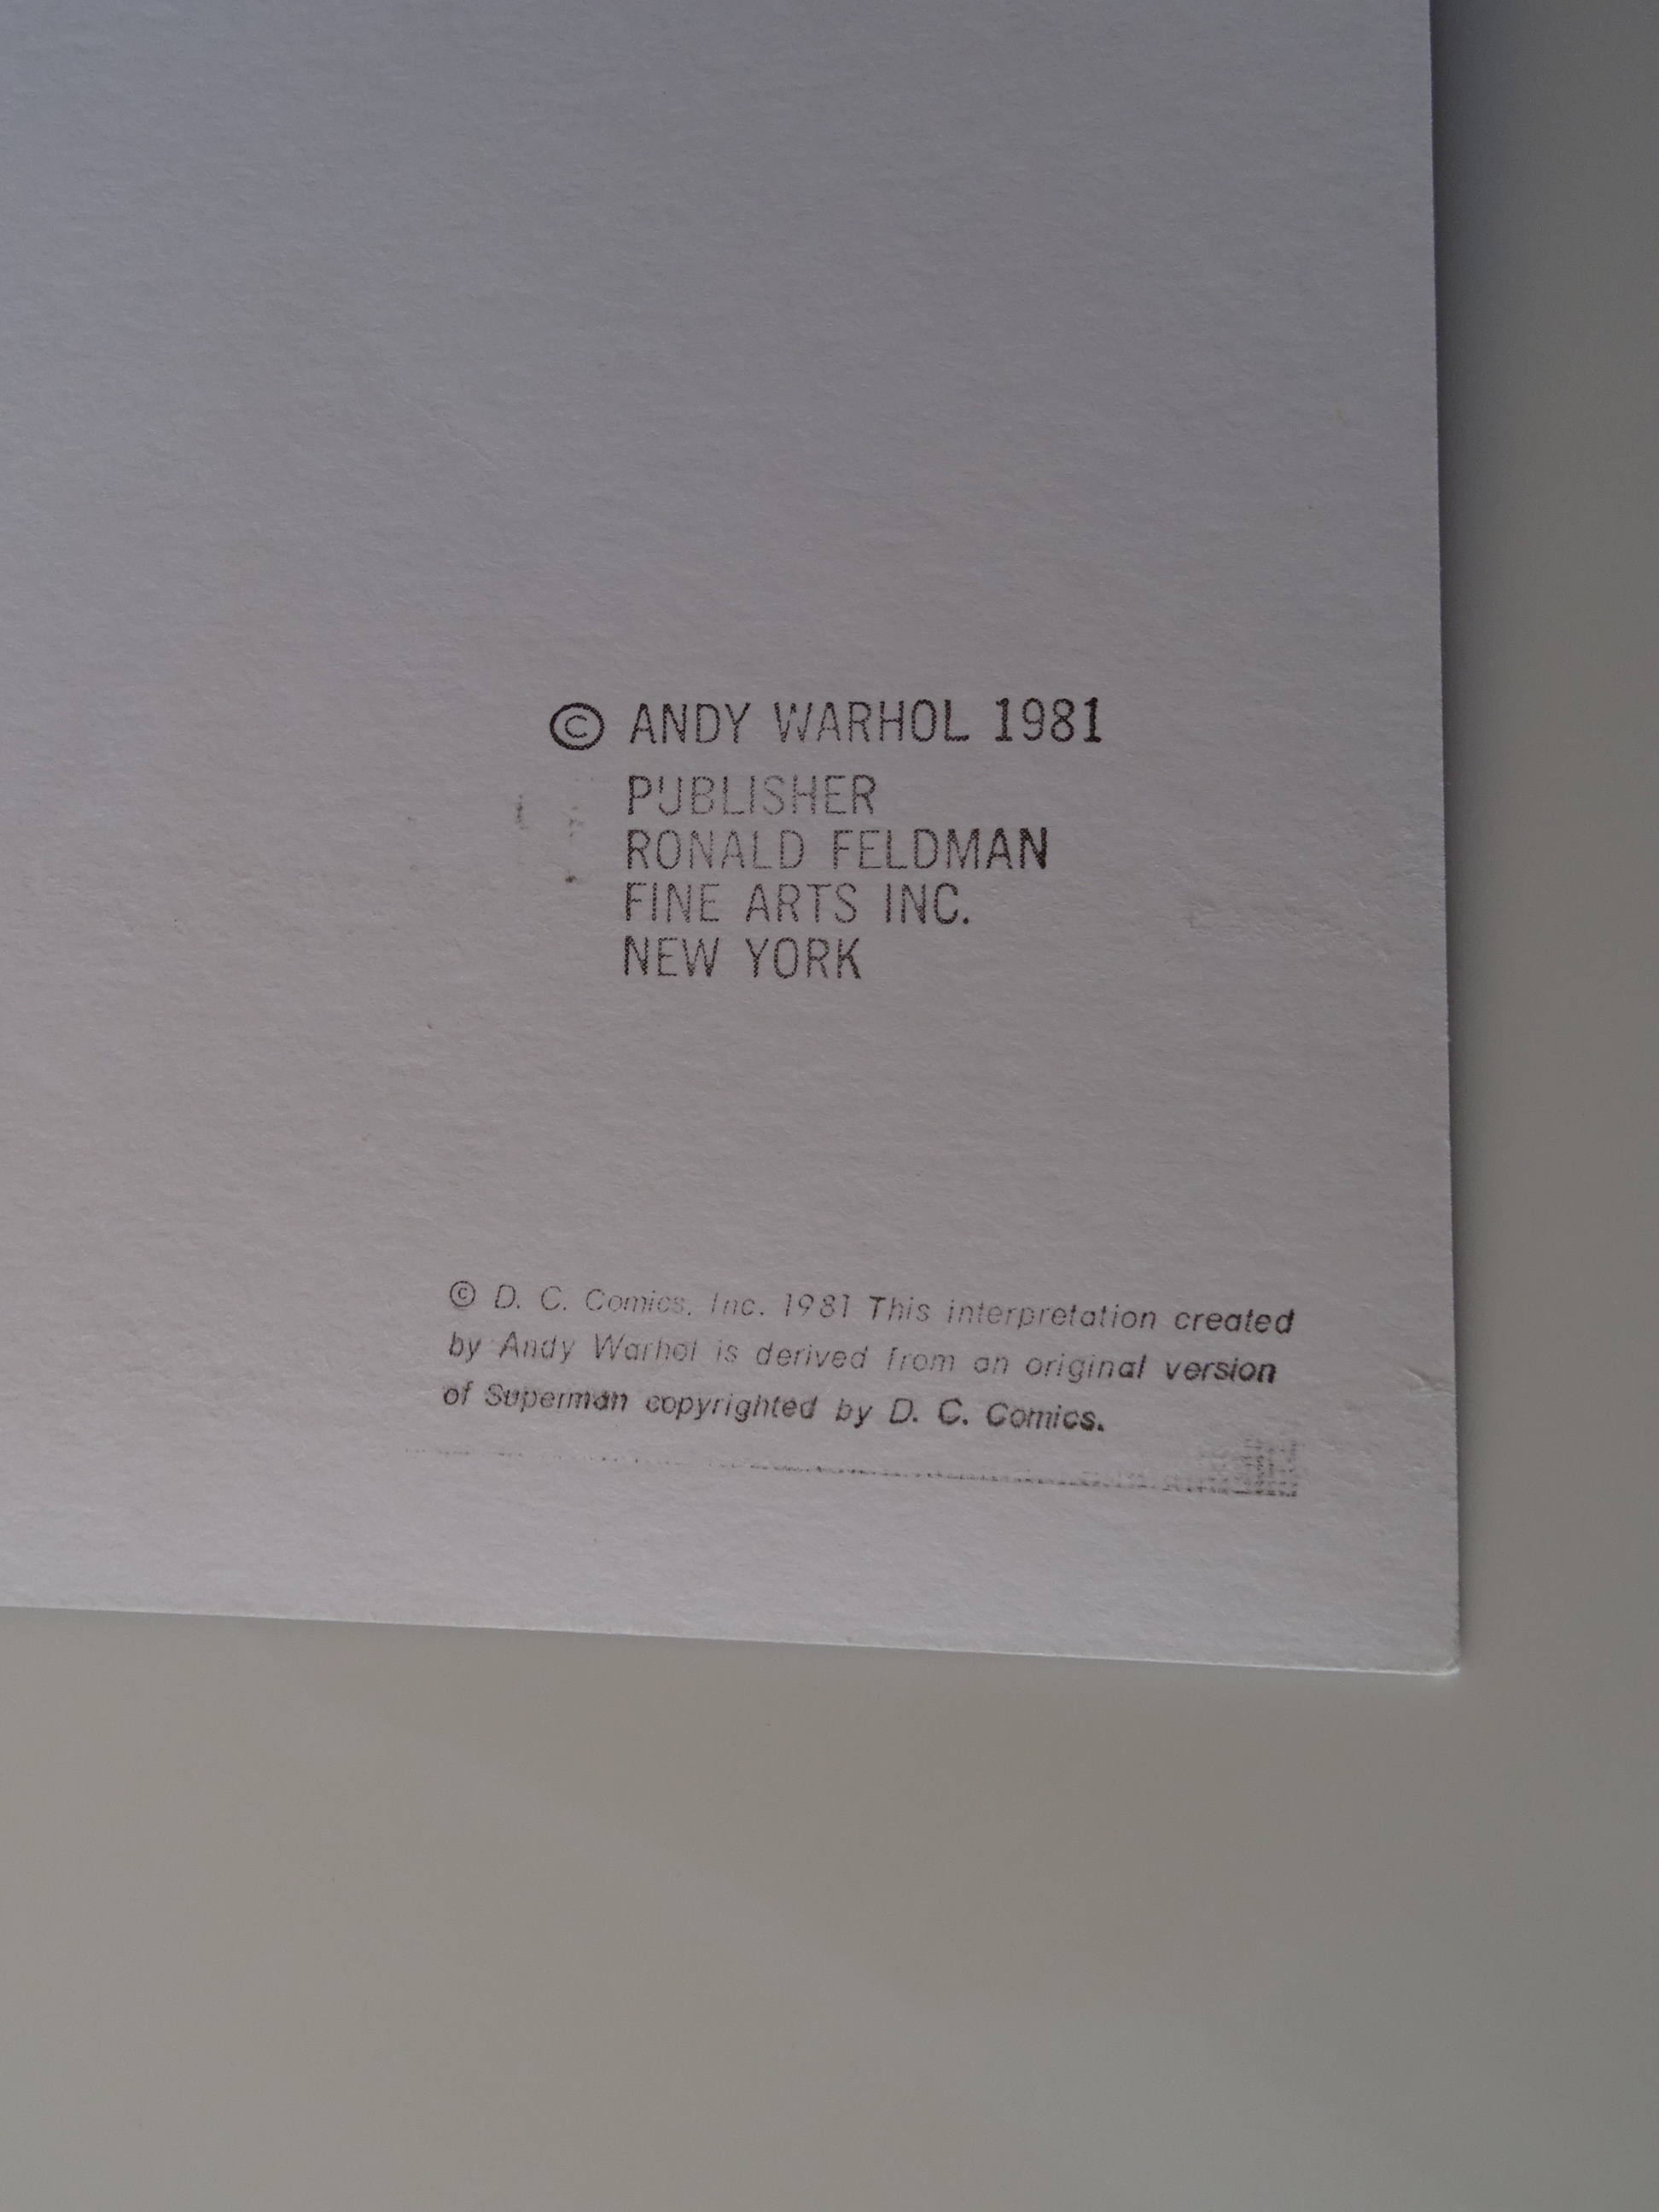 © ANDY WARHOL 1981
PUBLISHER
RONALD FELDMAN
FINE ARTS INC.
NEW YORK
© D. C. Comics, Inc. 1981 This interpretation created
by Andy Warhol is derived from an original version
of Superman copyrighted by D. C. Comics.